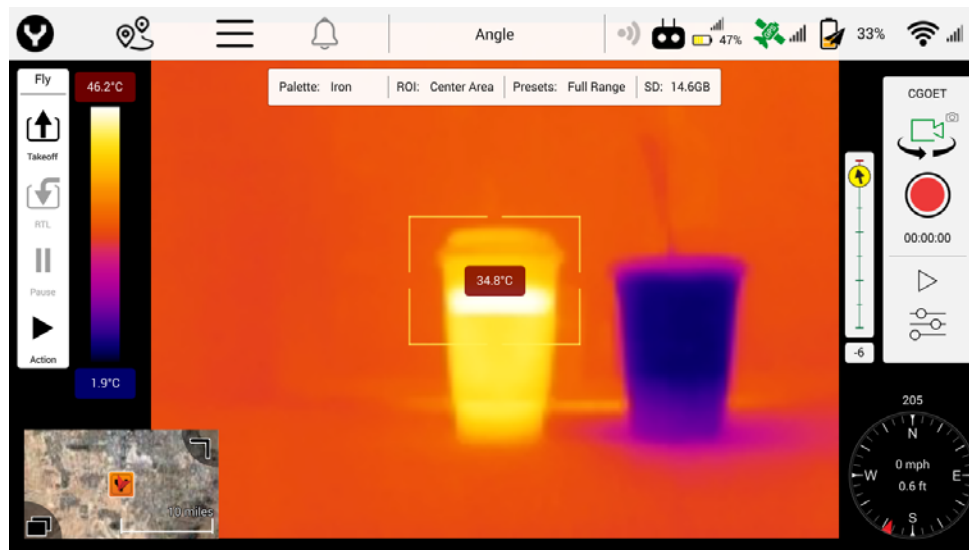 Angle
47%
33%
Fly
46.2°C
Palette: Iron
ROI: Center Area
Presets: Full Range
SD: 14.6GB
CGOET
Takeoff
RTL
00:00:00
34.8°C
Pause
Action
-6
1.9°C
205
N
W
E
S
0 mph
0.6 ft
10 miles